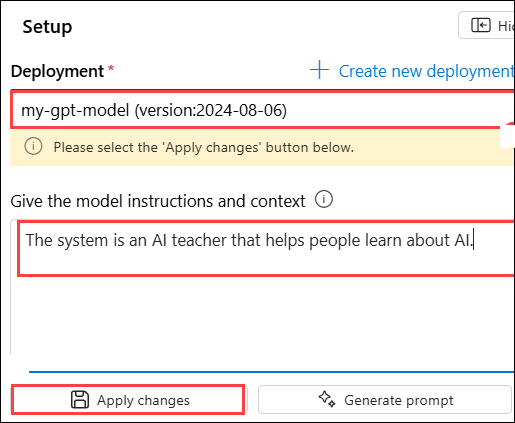 Setup
Deployment *
Create new deployment
my-gpt-model (version:2024-08-06)
Please select the 'Apply changes' button below.
Give the model instructions and context
The system is an AI teacher that helps people learn about AI.
Apply changes
Generate prompt